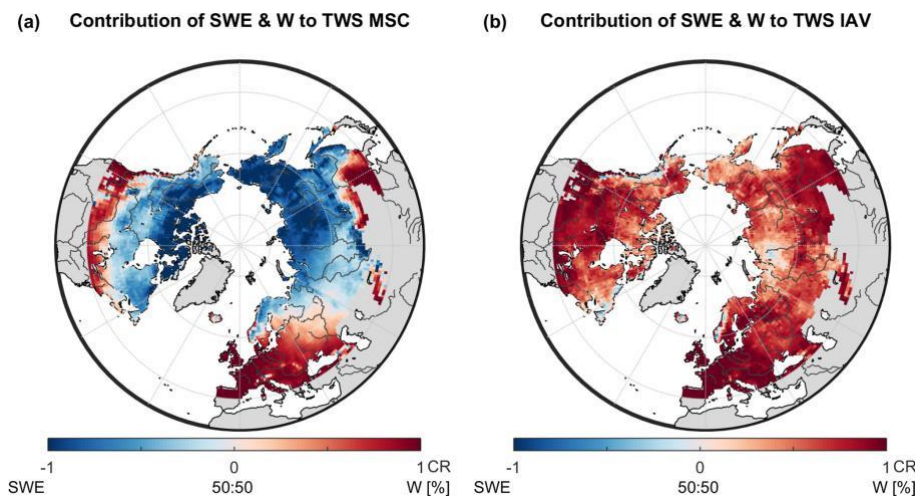 (a) Contribution of SWE & W to TWS MSC
(b) Contribution of SWE & W to TWS IAV
-1 0 1 CR
SWE 50:50 W [%]
-1 0 1 CR
SWE 50:50 W [%]